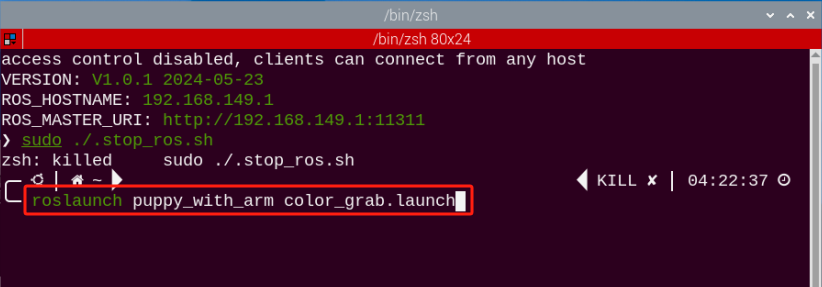 /bin/zsh
/bin/zsh 80x24
access control disabled, clients can connect from any host
VERSION: V1.0.1 2024-05-23
ROS_HOSTNAME: 192.168.149.1
ROS_MASTER_URI: http://192.168.149.1:11311
❯ sudo ./.stop_ros.sh
zsh: killed     sudo ./.stop_ros.sh
~ KILL ✘ 04:22:37
roslaunch puppy_with_arm color_grab.launch